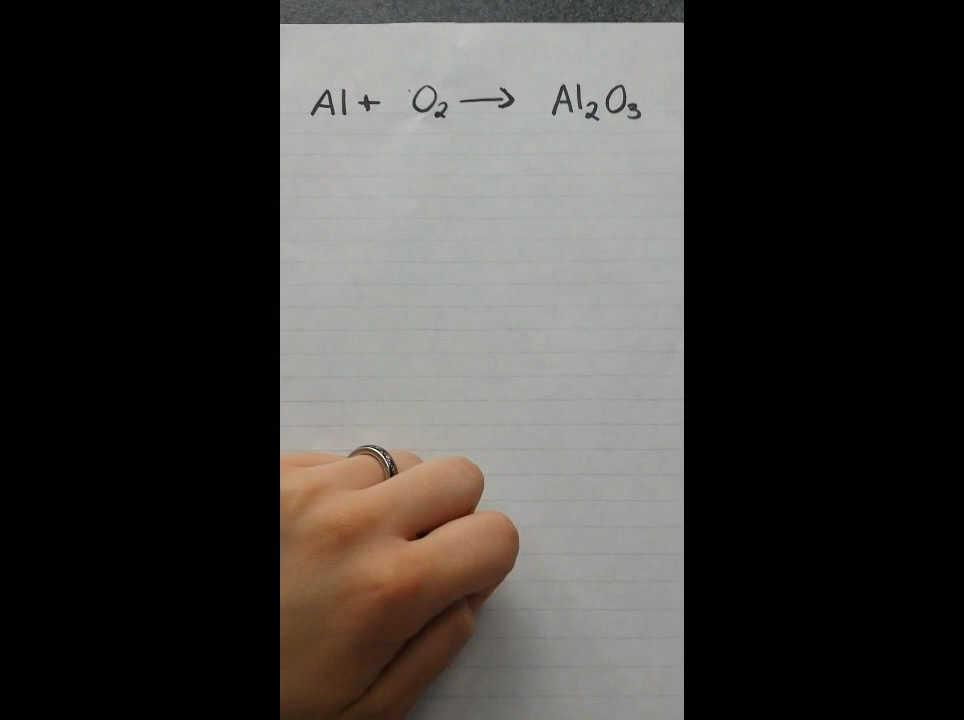 Al + O₂ → Al₂O₃